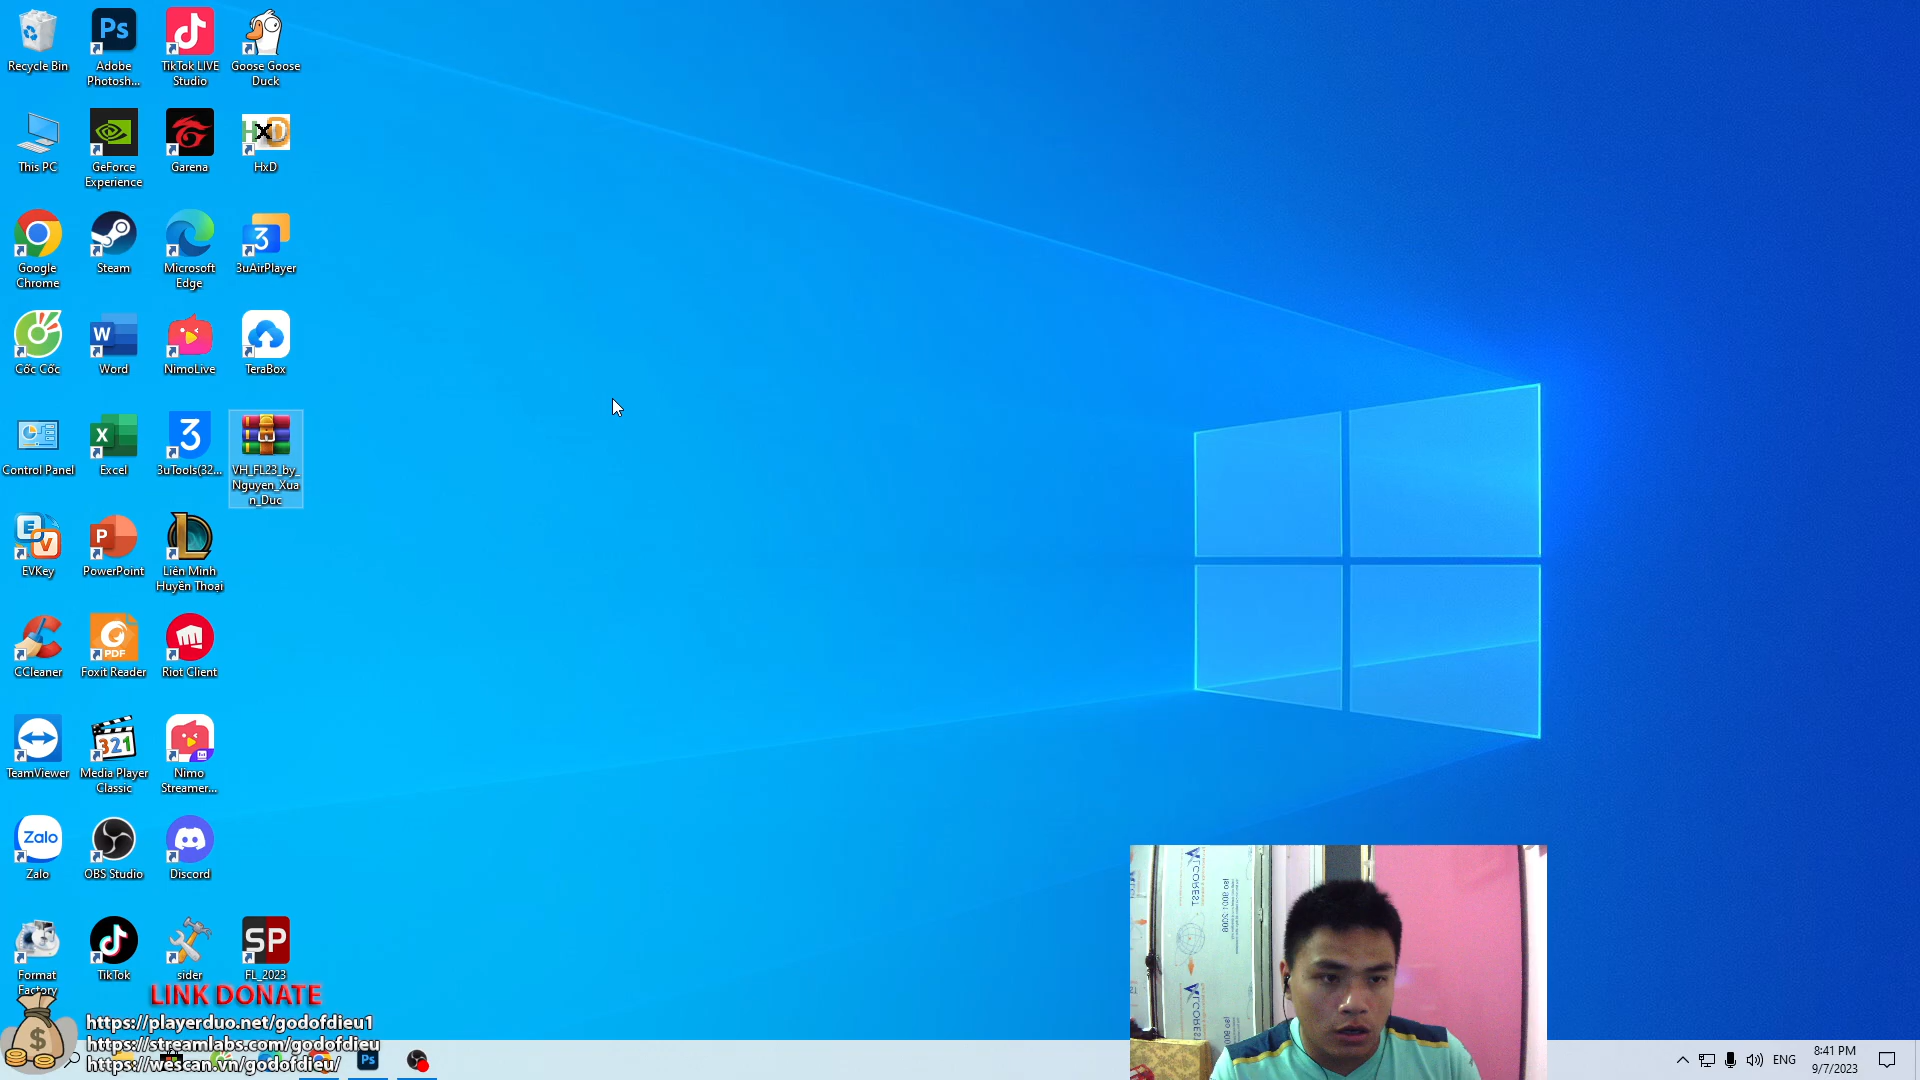 Recycle Bin
Adobe
Photosh...
TikTok LIVE
Studio
Goose Goose
Duck
This PC
GeForce
Experience
Garena
HxD
Google
Chrome
Steam
Microsoft
Edge
3uAirPlayer
Cốc Cốc
Word
NimoLive
TeraBox
Control Panel
Excel
3uTools(32...
VH_FL23_by_
Nguyen_Xua
n_Duc
EVKey
PowerPoint
Liên Minh
Huyền Thoại
CCleaner
Foxit Reader
Riot Client
TeamViewer
Media Player
Classic
Nimo
Streamer...
Zalo
OBS Studio
Discord
Format
Factory
TikTok
sider
FL_2023
LINK DONATE
https://playerduo.net/godofdieu1
https://streamlabs.com/godofdieu
https://wescan.vn/godofdieu/
ENG
8:41 PM
9/7/2023